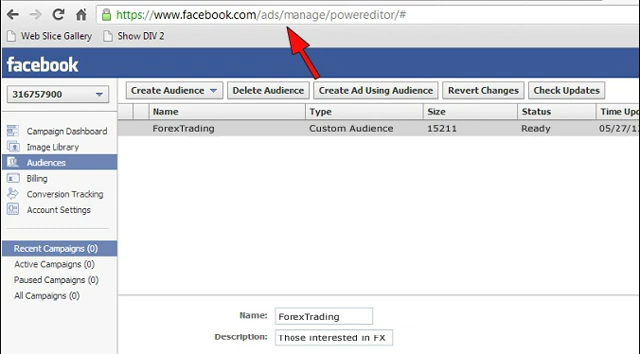 https://www.facebook.com/ads/manage/powereditor/#
Web Slice Gallery Show DIV 2
facebook
316757900
Create Audience Delete Audience Create Ad Using Audience Revert Changes Check Updates
Name Type Size Status Time Upd
ForexTrading Custom Audience 15211 Ready 05/27/1
Campaign Dashboard
Image Library
Audiences
Billing
Conversion Tracking
Account Settings
Recent Campaigns (0)
Active Campaigns (0)
Paused Campaigns (0)
All Campaigns (0)
Name: ForexTrading
Description: Those interested in FX